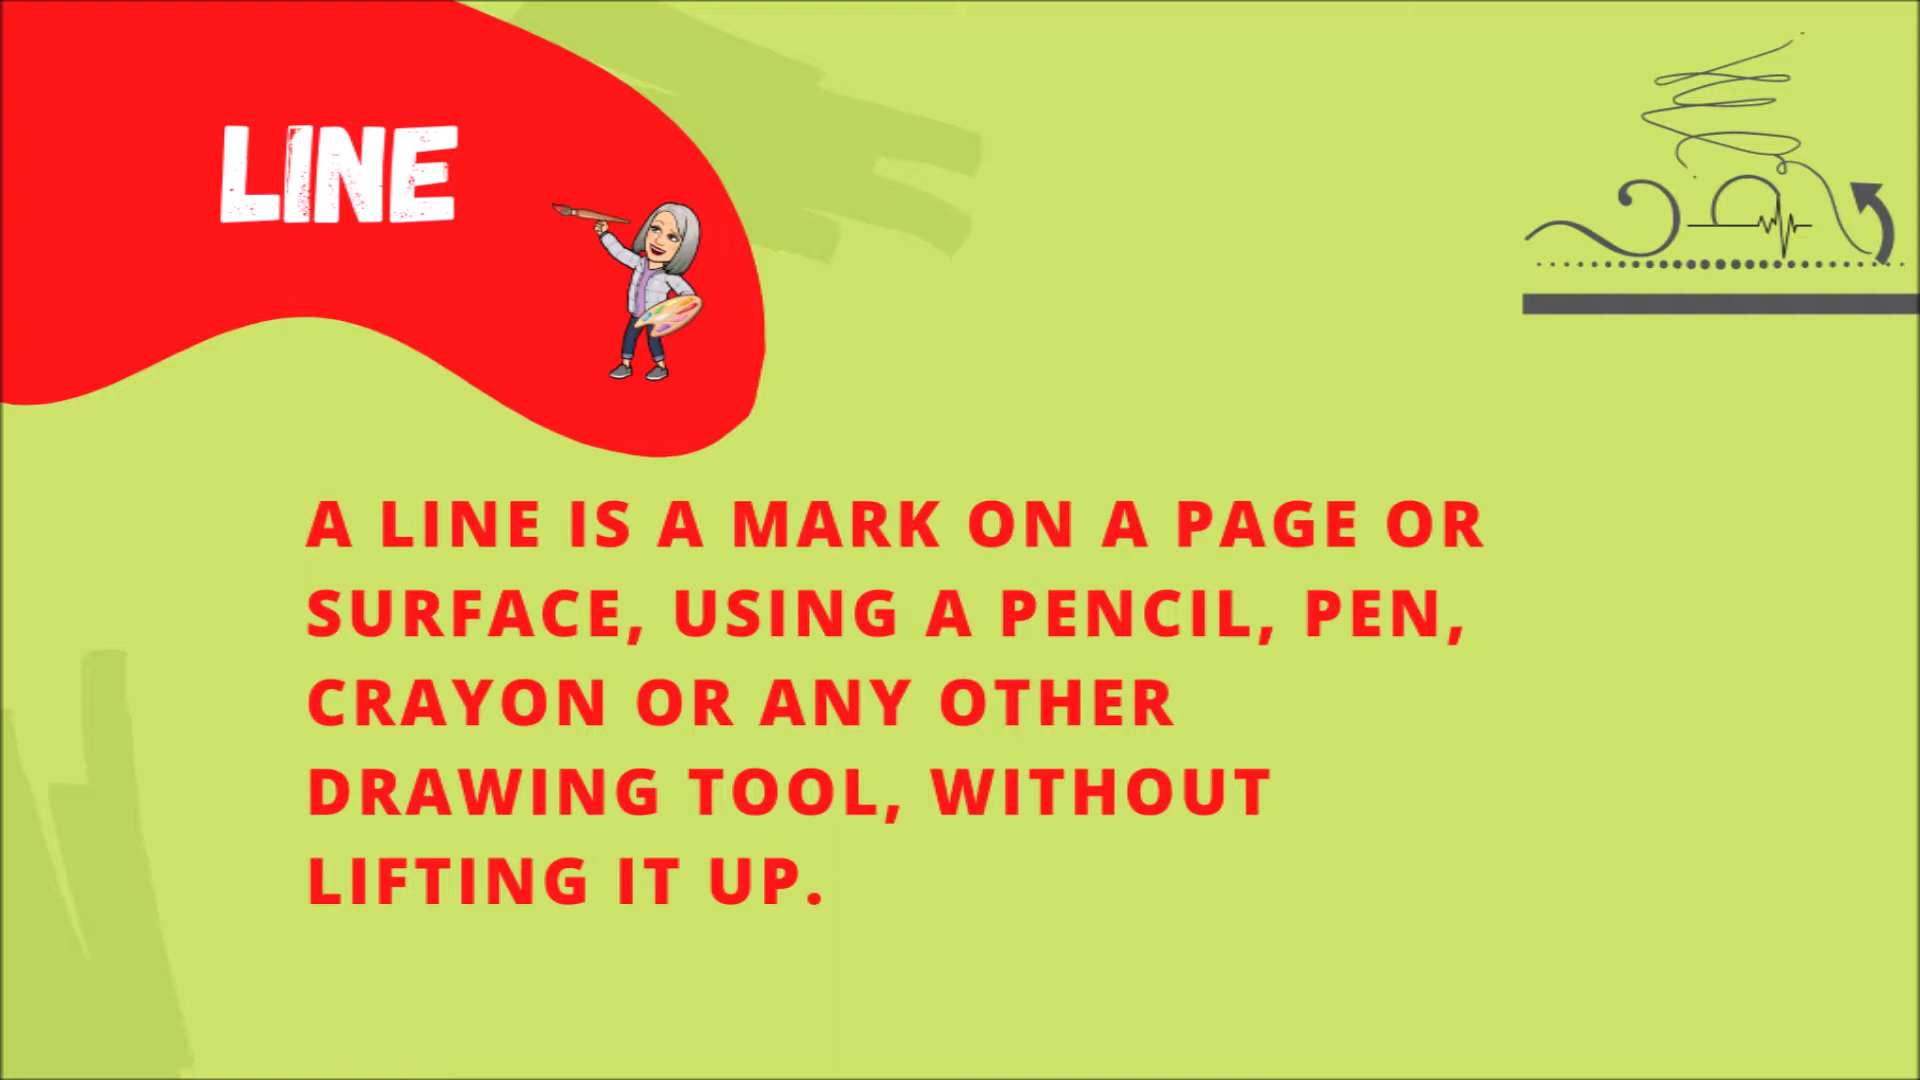 LINE
A LINE IS A MARK ON A PAGE OR
SURFACE, USING A PENCIL, PEN,
CRAYON OR ANY OTHER
DRAWING TOOL, WITHOUT
LIFTING IT UP.